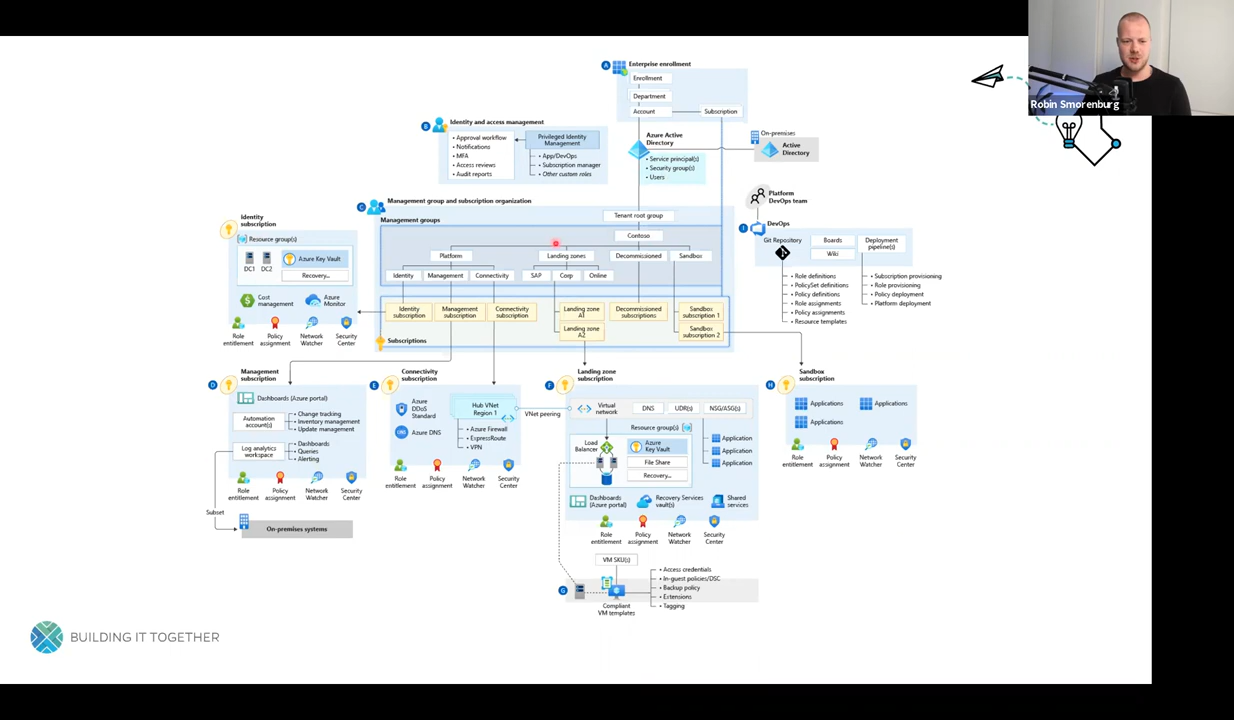 Robin Smorenburg
A
Enterprise enrollment
Enrollment
Department
Account
Subscription
B
Identity and access management
• Approval workflow
• Notifications
• MFA
• Access reviews
• Audit reports
Privileged Identity
Management
• App/DevOps
• Subscription manager
• Other custom roles
Azure Active
Directory
• Service principal(s)
• Security group(s)
• Users
On-premises
Active
Directory
Platform
DevOps team
I
DevOps
Git Repository
Boards
Wiki
Deployment
pipeline(s)
• Role definitions
• PolicySet definitions
• Policy definitions
• Role assignments
• Policy assignments
• Resource templates
• Subscription provisioning
• Role provisioning
• Policy deployment
• Platform deployment
C
Management group and subscription organization
Management groups
Tenant root group
Contoso
Platform
Landing zones
Decommissioned
Sandbox
Identity
Management
Connectivity
SAP
Corp
Online
Identity
subscription
Management
subscription
Connectivity
subscription
Landing zone
A1
Landing zone
A2
Decommissioned
subscriptions
Sandbox
subscription 1
Sandbox
subscription 2
Subscriptions
Identity
subscription
Resource group(s)
DC1
DC2
Azure Key Vault
Recovery...
Cost
management
Azure
Monitor
Role
entitlement
Policy
assignment
Network
Watcher
Security
Center
D
Management
subscription
Dashboards (Azure portal)
Automation
account(s)
• Change tracking
• Inventory management
• Update management
Log analytics
workspace
• Dashboards
• Queries
• Alerting
Role
entitlement
Policy
assignment
Network
Watcher
Security
Center
Subset
On-premises systems
E
Connectivity
subscription
Azure
DDoS
Standard
DNS
Azure DNS
Hub VNet
Region 1
• Azure Firewall
• ExpressRoute
• VPN
VNet peering
Role
entitlement
Policy
assignment
Network
Watcher
Security
Center
F
Landing zone
subscription
Virtual
network
DNS
UDR(s)
NSG/ASG(s)
Resource group(s)
Load
Balancer
Azure
Key Vault
File Share
Recovery...
Application
Application
Application
Dashboards
(Azure portal)
Recovery Services
vault(s)
Shared
services
Role
entitlement
Policy
assignment
Network
Watcher
Security
Center
H
Sandbox
subscription
Applications
Applications
Applications
Role
entitlement
Policy
assignment
Network
Watcher
Security
Center
VM SKU(s)
G
Compliant
VM templates
• Access credentials
• In-guest policies/DSC
• Backup policy
• Extensions
• Tagging
BUILDING IT TOGETHER